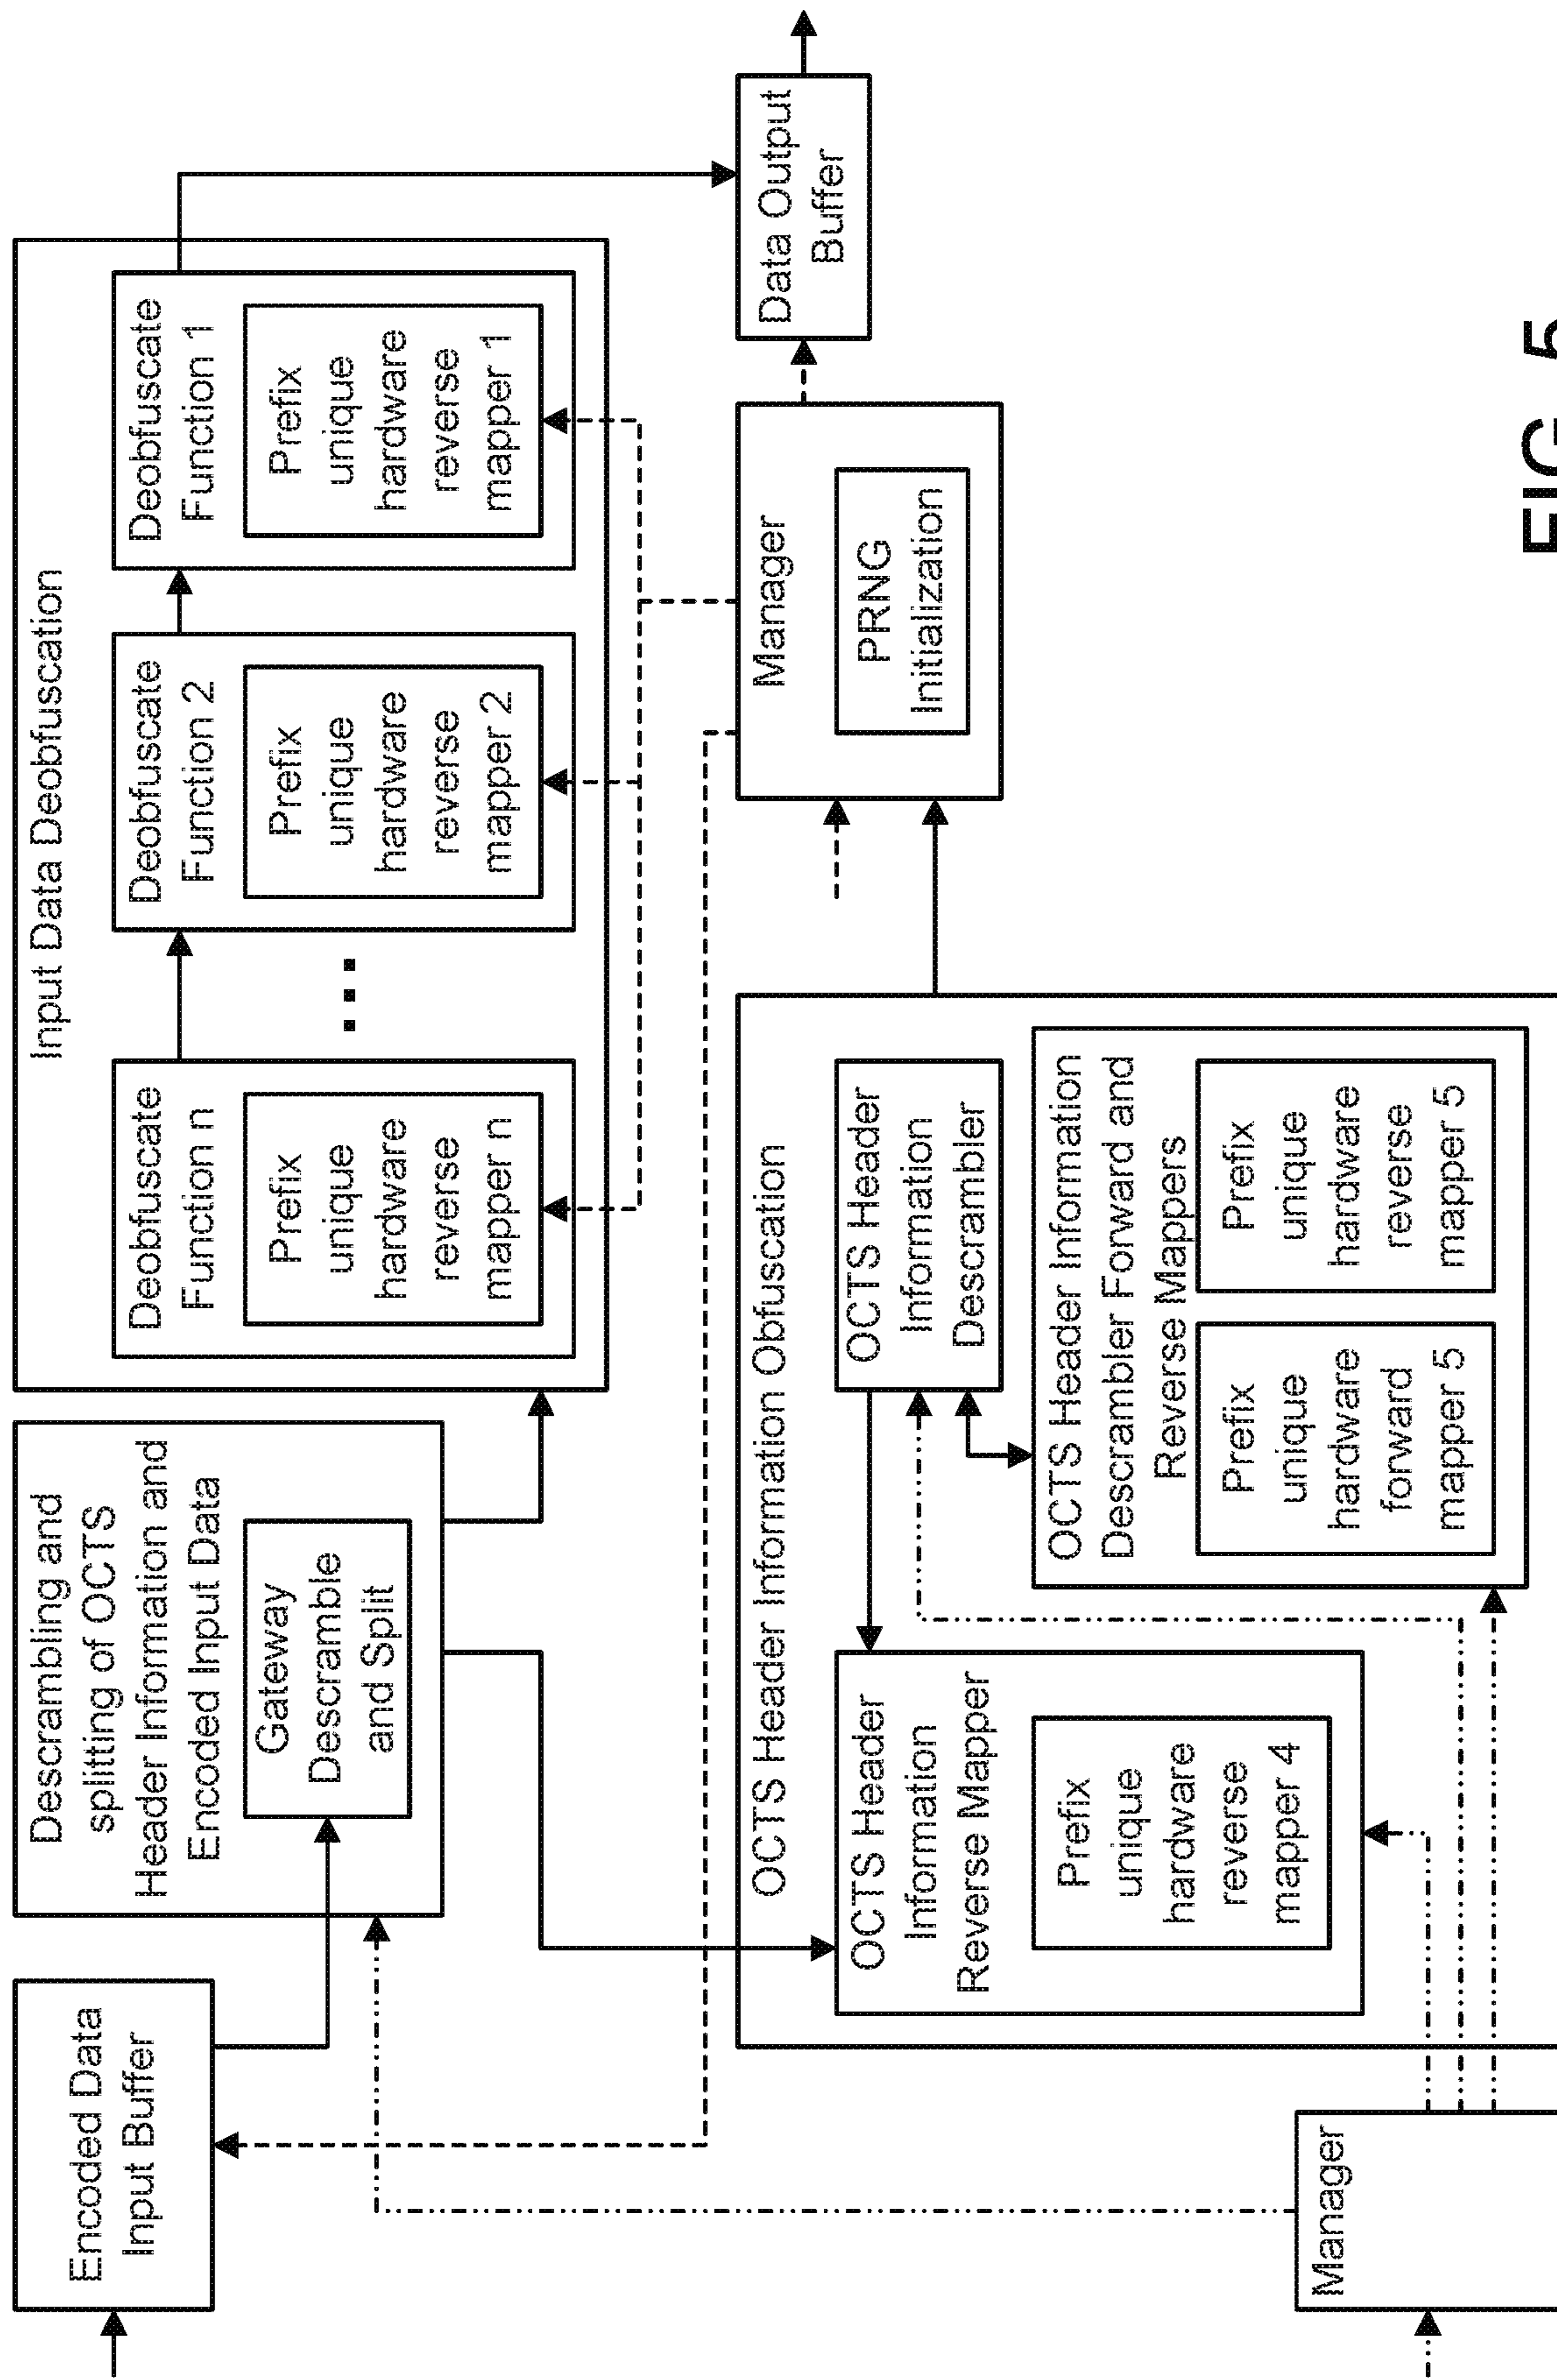 Encoded Data
Input Buffer
Descrambling and
splitting of OCTS
Header Information and
Encoded Input Data
Gateway
Descramble
and Split
Input Data Deobfuscation
Deobfuscate
Function n
Prefix
unique
hardware
reverse
mapper n
...
Deobfuscate
Function 2
Prefix
unique
hardware
reverse
mapper 2
Deobfuscate
Function 1
Prefix
unique
hardware
reverse
mapper 1
OCTS Header Information Obfuscation
OCTS Header
Information
Reverse Mapper
Prefix
unique
hardware
reverse
mapper 4
OCTS Header
Information
Descrambler
OCTS Header Information
Descrambler Forward and
Reverse Mappers
Prefix
unique
hardware
forward
mapper 5
Prefix
unique
hardware
reverse
mapper 5
Manager
PRNG
Initialization
Data Output
Buffer
Manager
FIG. 5